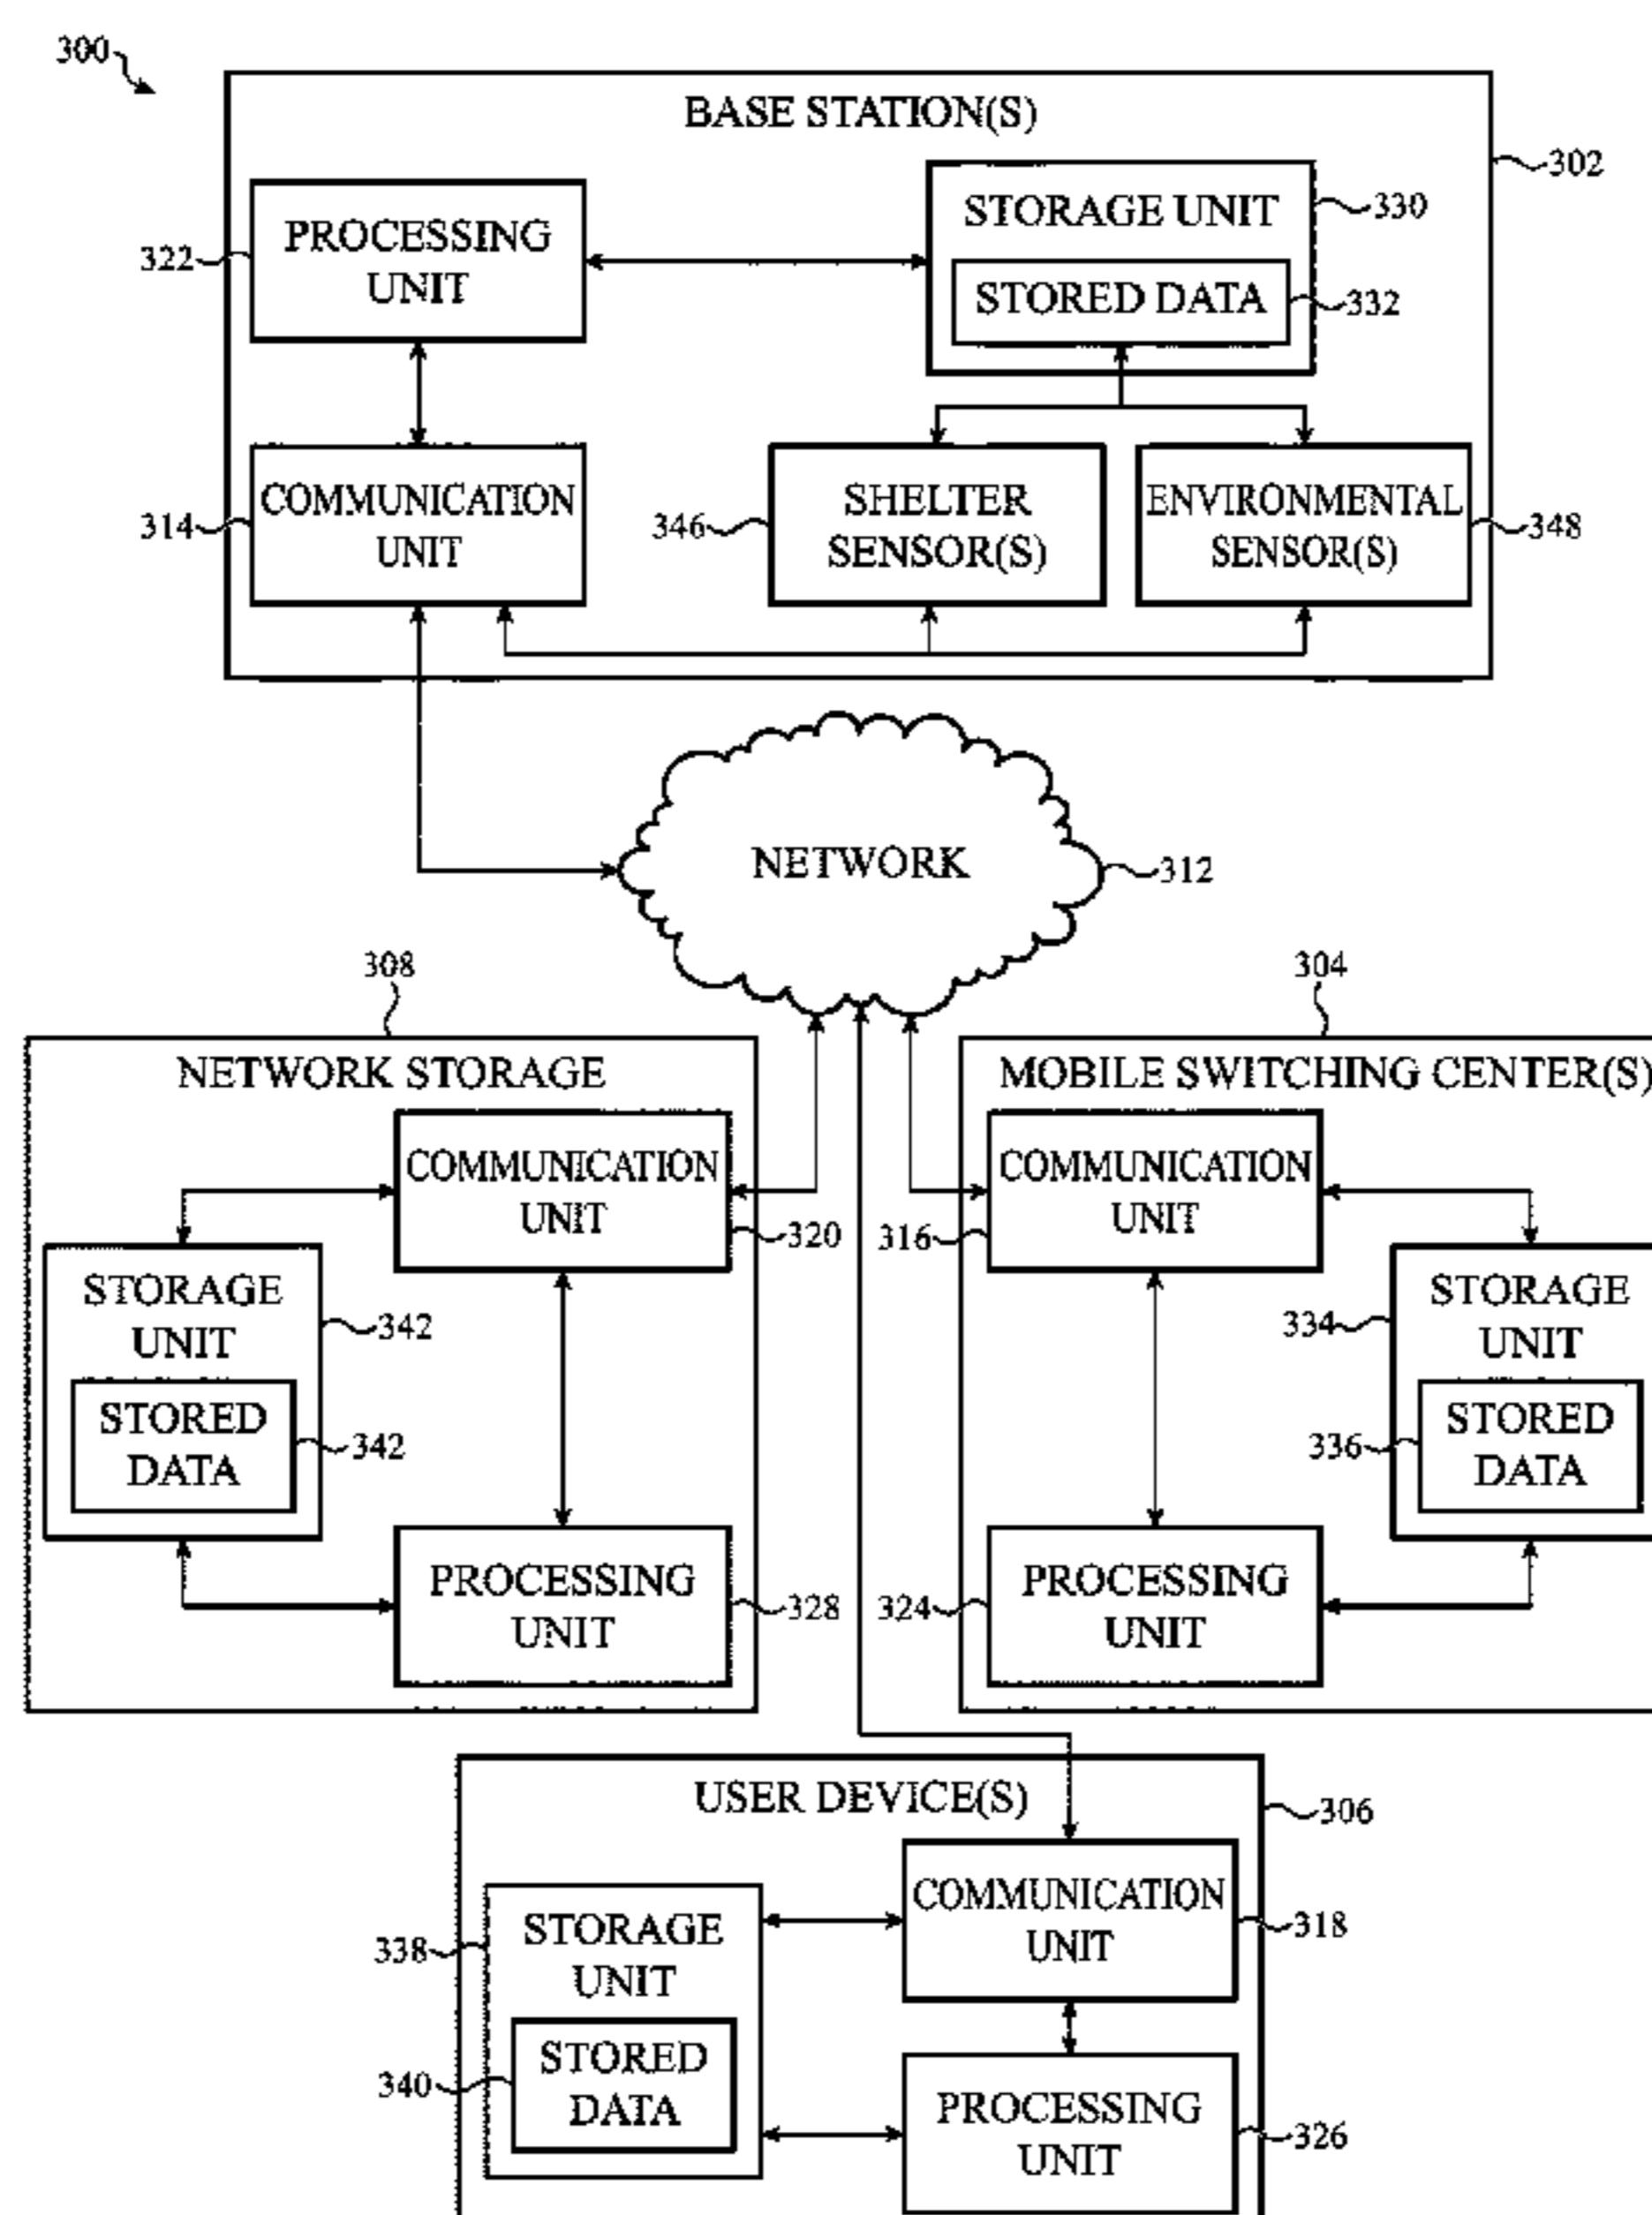 300
BASE STATION(S)
302
PROCESSING
UNIT
322
STORAGE UNIT
330
STORED DATA
332
COMMUNICATION
UNIT
314
SHELTER
SENSOR(S)
346
ENVIRONMENTAL
SENSOR(S)
348
NETWORK
312
308
NETWORK STORAGE
COMMUNICATION
UNIT
320
STORAGE
UNIT
342
STORED
DATA
342
PROCESSING
UNIT
328
304
MOBILE SWITCHING CENTER(S)
COMMUNICATION
UNIT
316
STORAGE
UNIT
334
STORED
DATA
336
PROCESSING
UNIT
324
USER DEVICE(S)
306
COMMUNICATION
UNIT
318
STORAGE
UNIT
338
STORED
DATA
340
PROCESSING
UNIT
326